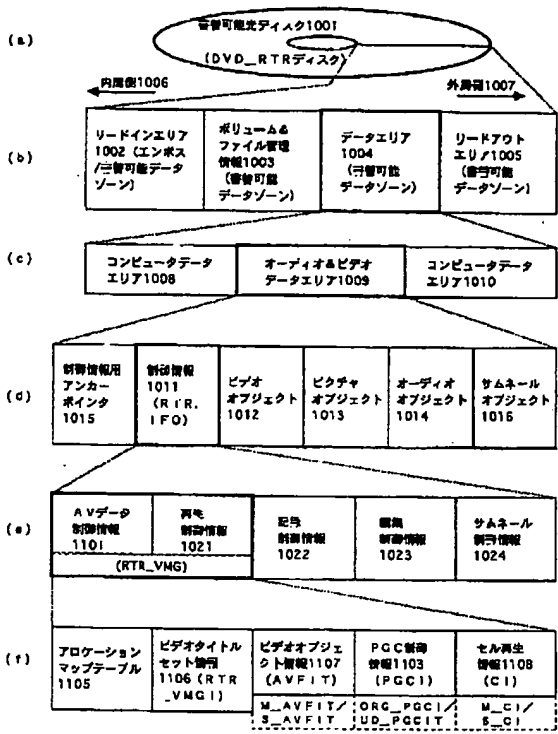 (a)
書替可能光ディスク1001
(DVD_RTRディスク)
内周側1006
外周側1007
(b)
リードインエリア
1002(エンボス
/書替可能データ
ゾーン)
ボリューム&
ファイル管理
情報1003
(書替可能
データゾーン)
データエリア
1004
(書替可能
データゾーン)
リードアウト
エリア1005
(書替可能
データゾーン)
(c)
コンピュータデータ
エリア1008
オーディオ&ビデオ
データエリア1009
コンピュータデータ
エリア1010
(d)
制御情報用
アンカー
ポインタ
1015
制御情報
1011
(RTR.
IFO)
ビデオ
オブジェクト
1012
ピクチャ
オブジェクト
1013
オーディオ
オブジェクト
1014
サムネール
オブジェクト
1016
(e)
AVデータ
制御情報
1101
再生
制御情報
1021
(RTR_VMG)
記録
制御情報
1022
編集
制御情報
1023
サムネール
制御情報
1024
(f)
アロケーション
マップテーブル
1105
ビデオタイトル
セット情報
1106(RTR
_VMGI)
ビデオオブジェ
クト情報1107
(AVFIT)
PGC制御
情報1103
(PGCI)
セル再生
情報1108
(CI)
M_AVFIT/
S_AVFIT
ORG_PGCI/
UD_PGCIT
M_CI/
S_CI